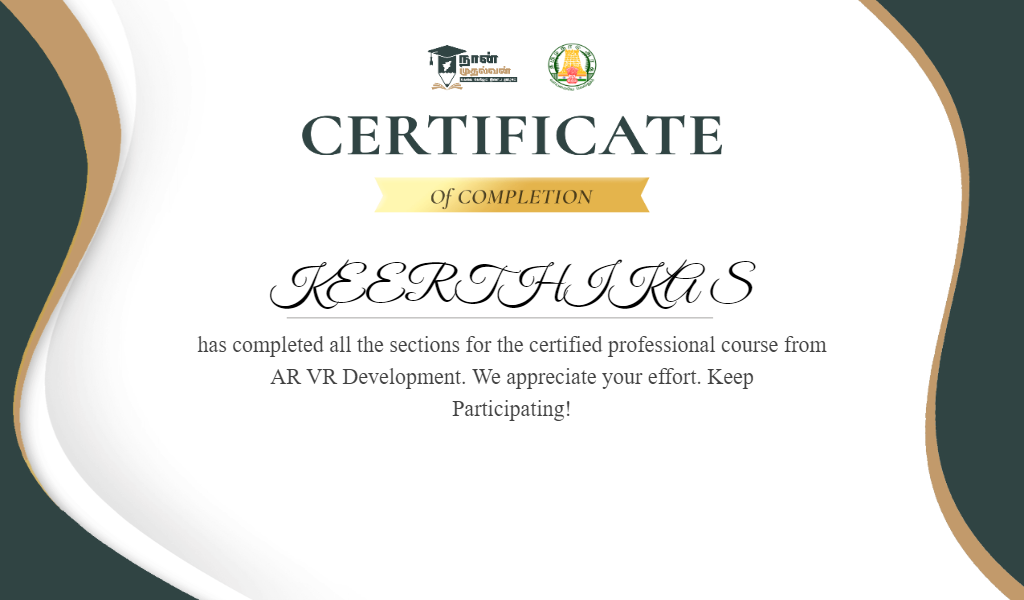 நான்
முதல்வன்
CERTIFICATE
Of COMPLETION
KEERTHIKA S
has completed all the sections for the certified professional course from
AR VR Development. We appreciate your effort. Keep
Participating!